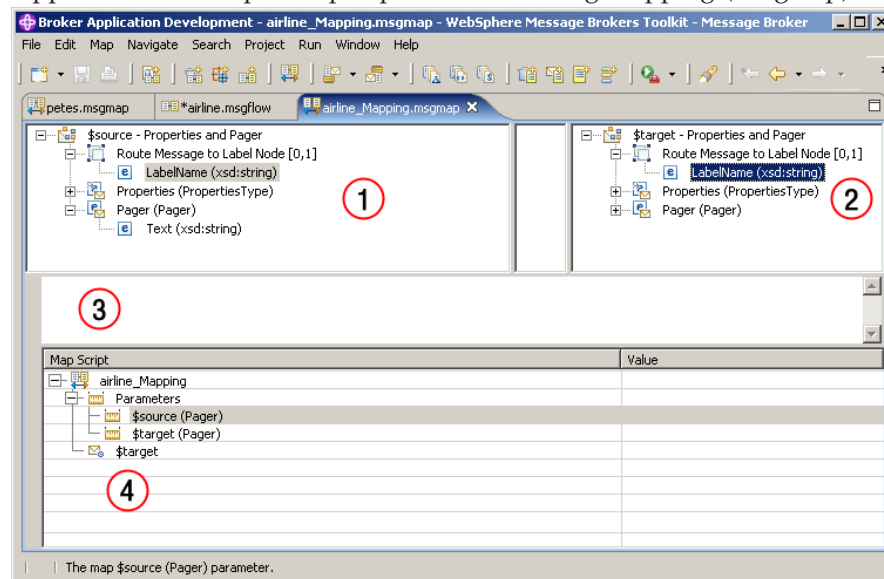 Broker Application Development - airline_Mapping.msgmap - WebSphere Message Brokers Toolkit - Message Broker
File Edit Map Navigate Search Project Run Window Help
petes.msgmap *airline.msgflow airline_Mapping.msgmap
$source - Properties and Pager
Route Message to Label Node [0,1]
LabelName (xsd:string)
Properties (PropertiesType)
Pager (Pager)
Text (xsd:string)
1
$target - Properties and Pager
Route Message to Label Node [0,1]
LabelName (xsd:string)
Properties (PropertiesType)
Pager (Pager)
2
3
Map Script Value
airline_Mapping
Parameters
$source (Pager)
$target (Pager)
$target
4
The map $source (Pager) parameter.